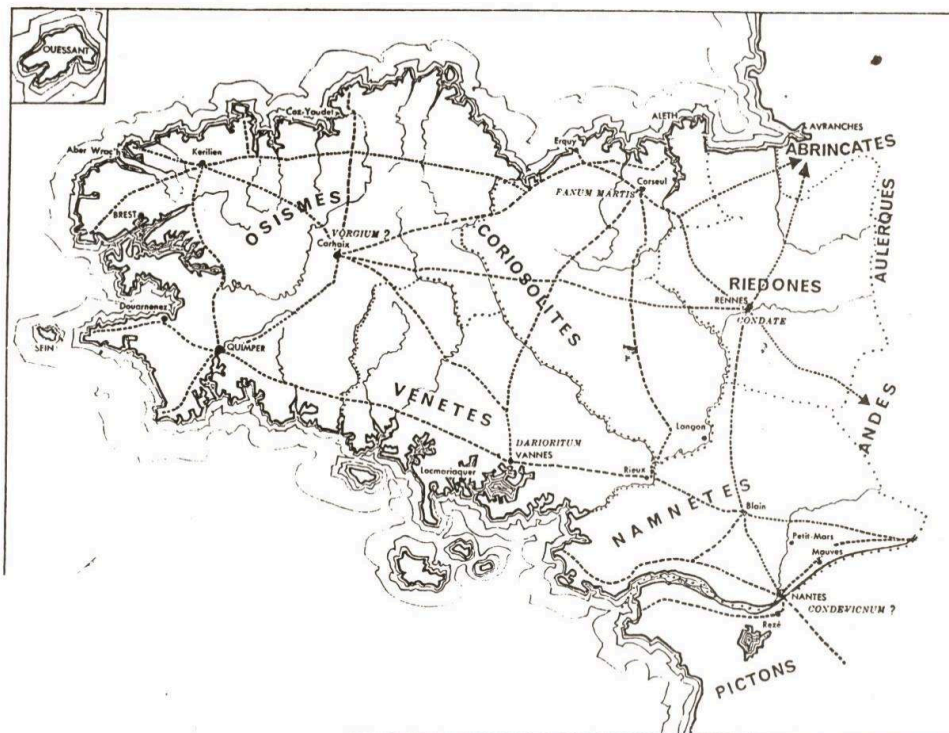 OUESSANT
Coz-Yaudet
ALETH
AVRANCHES
Aber Wrac'h
Kerilien
Erquy
ABRINCATES
Corseul
FANUM MARTIS
BREST
OSISMES
VORGIUM ?
Carhaix
CORIOSOLITES
AULERQUES
RIEDONES
RENNES
CONDATE
Douarnenez
SEIN
QUIMPER
VENETES
ANDES
DARIORITUM
VANNES
Langon
Locmariaquer
Rieux
NAMNETES
Blain
Petit-Mars
Mauves
NANTES
CONDEVICNUM ?
Rezé
PICTONS